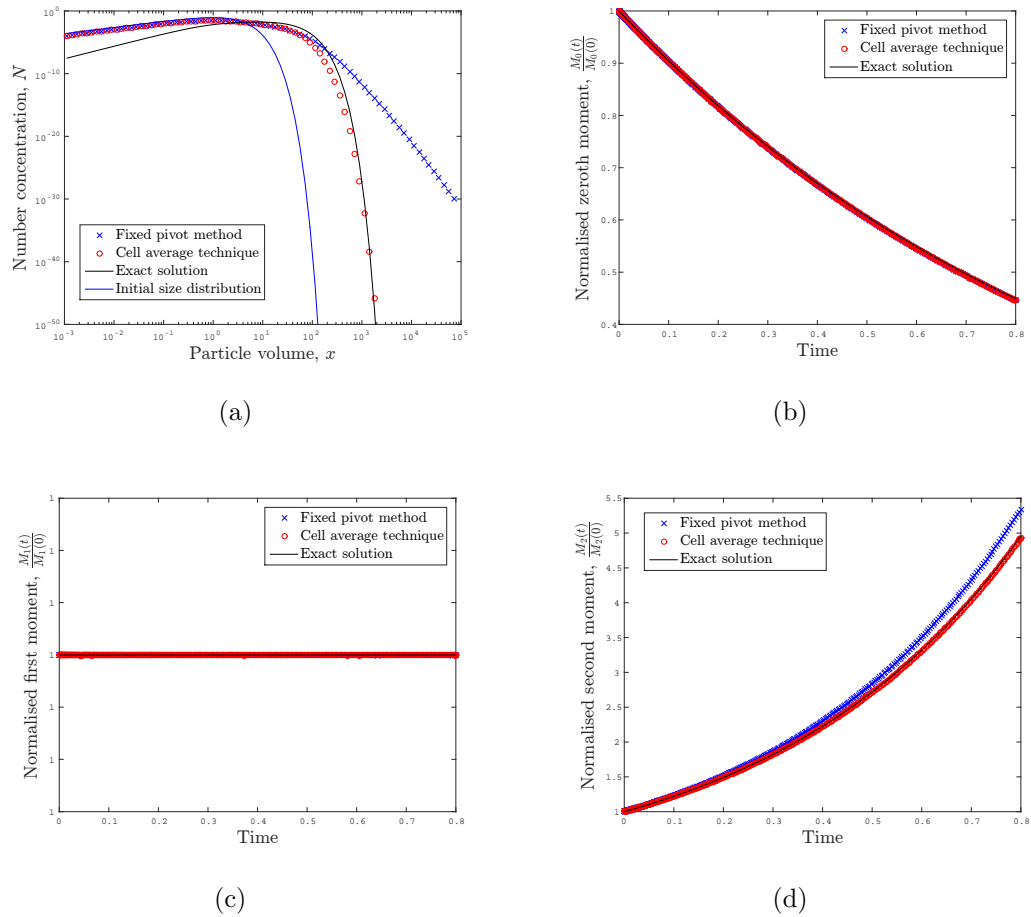 Number concentration, N
10^0
10^{-10}
10^{-20}
10^{-30}
10^{-40}
10^{-50}
Fixed pivot method
Cell average technique
Exact solution
Initial size distribution
10^{-3} 10^{-2} 10^{-1} 10^0 10^1 10^2 10^3 10^4 10^5
Particle volume, x
(a)
Normalised zeroth moment, M_0(t)/M_0(0)
1
0.9
0.8
0.7
0.6
0.5
0.4
Fixed pivot method
Cell average technique
Exact solution
0 0.1 0.2 0.3 0.4 0.5 0.6 0.7 0.8
Time
(b)
Normalised first moment, M_1(t)/M_1(0)
1
1
1
1
1
1
1
Fixed pivot method
Cell average technique
Exact solution
0 0.1 0.2 0.3 0.4 0.5 0.6 0.7 0.8
Time
(c)
Normalised second moment, M_2(t)/M_2(0)
5.5
5
4.5
4
3.5
3
2.5
2
1.5
1
Fixed pivot method
Cell average technique
Exact solution
0 0.1 0.2 0.3 0.4 0.5 0.6 0.7 0.8
Time
(d)